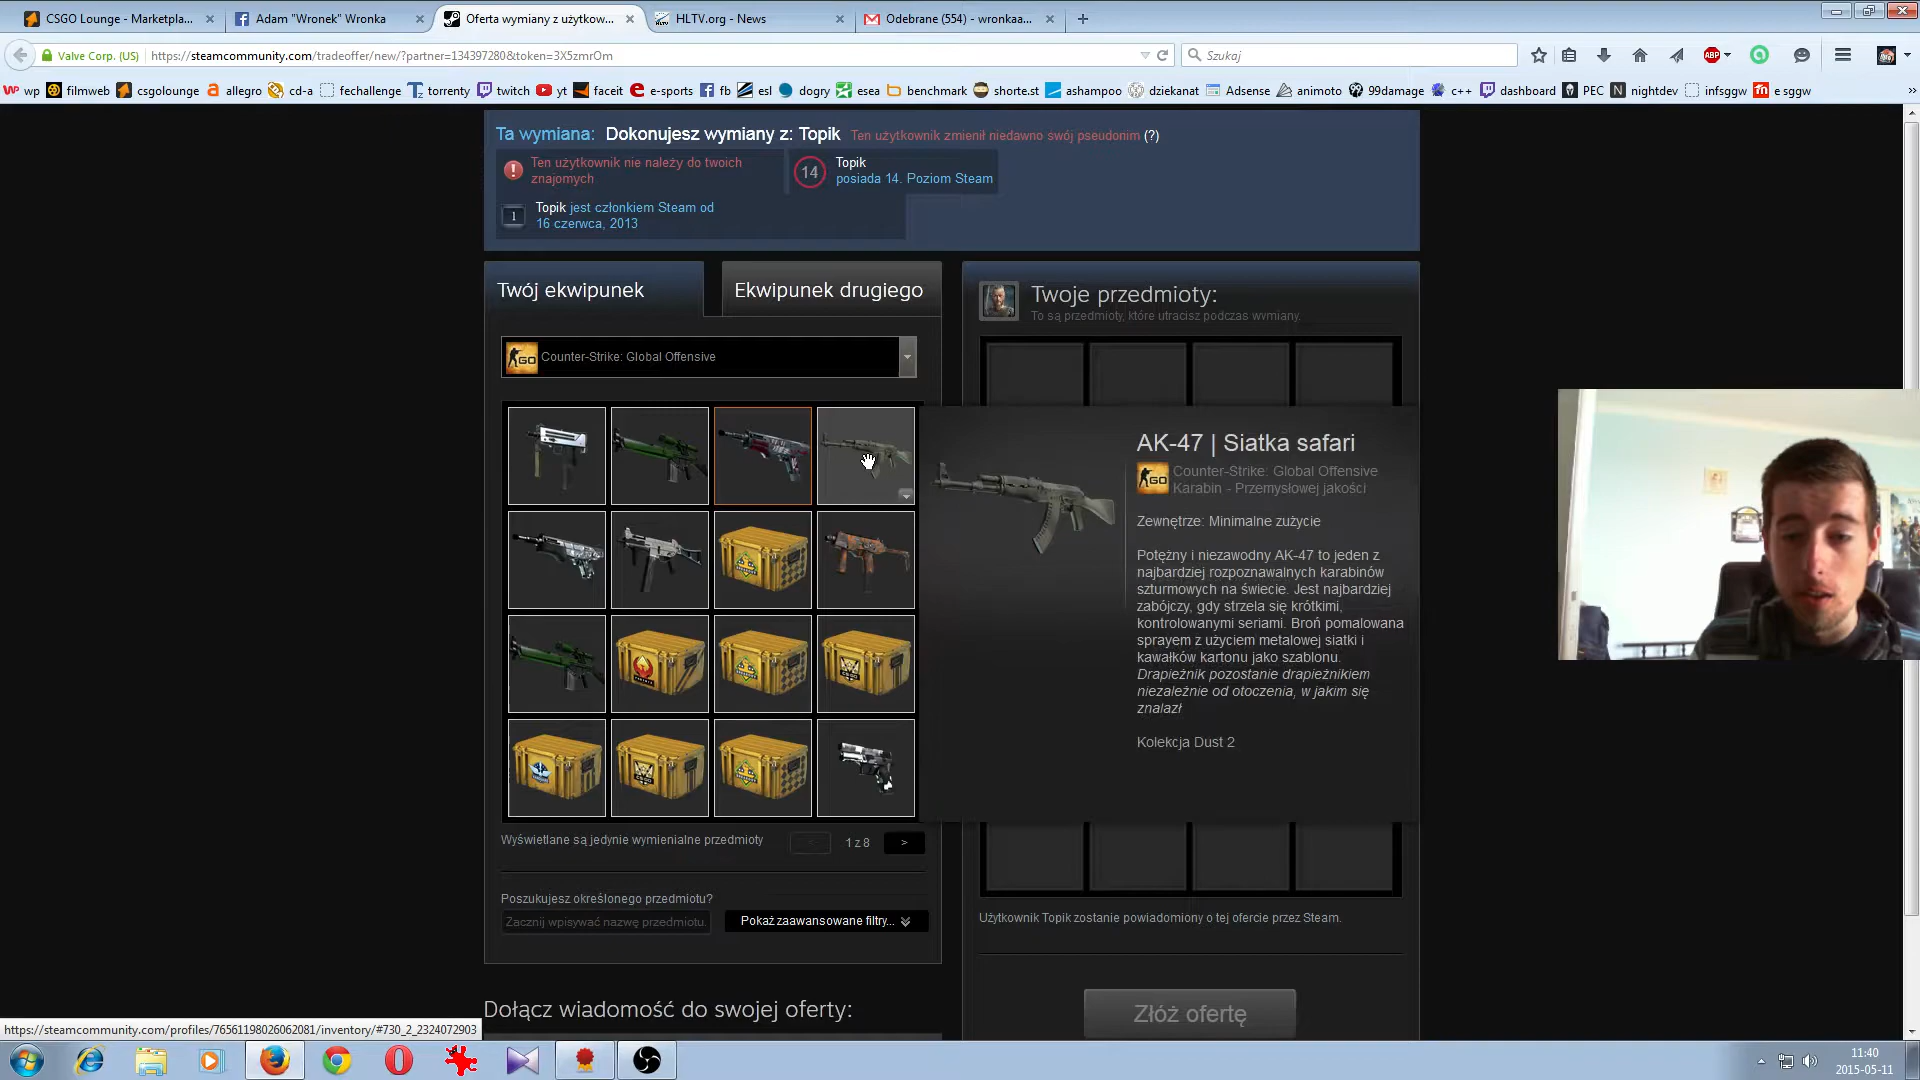 CSGO Lounge - Marketpla...
Adam "Wronek" Wronka
Oferta wymiany z użytkow...
HLTV.org - News
Odebrane (554) - wronkaa...
Valve Corp. (US)
https://steamcommunity.com/tradeoffer/new/?partner=134397280&token=3X5zmrOm
Szukaj
wp filmweb csgolounge allegro cd-a fechallenge torrenty twitch yt faceit e-sports fb esl dogry esea benchmark shorte.st ashampoo dziekanat Adsense animoto 99damage c++ dashboard PEC nightdev infsggw e sggw
Ta wymiana: Dokonujesz wymiany z: Topik Ten użytkownik zmienił niedawno swój pseudonim (?)
Ten użytkownik nie należy do twoich
znajomych
14
Topik
posiada 14. Poziom Steam
1
Topik jest członkiem Steam od
16 czerwca, 2013
Twój ekwipunek
Ekwipunek drugiego
Counter-Strike: Global Offensive
Twoje przedmioty:
To są przedmioty, które utracisz podczas wymiany.
AK-47 | Siatka safari
Counter-Strike: Global Offensive
Karabin - Przemysłowej jakości
Zewnętrze: Minimalne zużycie
Potężny i niezawodny AK-47 to jeden z
najbardziej rozpoznawalnych karabinów
szturmowych na świecie. Jest najbardziej
zabójczy, gdy strzela się krótkimi,
kontrolowanymi seriami. Broń pomalowana
sprayem z użyciem metalowej siatki i
kawałków kartonu jako szablonu.
Drapieżnik pozostanie drapieżnikiem
niezależnie od otoczenia, w jakim się
znalazł
Kolekcja Dust 2
Wyświetlane są jedynie wymienialne przedmioty
< 1 z 8 >
Poszukujesz określonego przedmiotu?
Zacznij wpisywać nazwę przedmiotu.
Pokaż zaawansowane filtry...
Użytkownik Topik zostanie powiadomiony o tej ofercie przez Steam.
Dołącz wiadomość do swojej oferty:
Złóż ofertę
https://steamcommunity.com/profiles/76561198026062081/inventory/#730_2_2324072903
11:40
2015-05-11